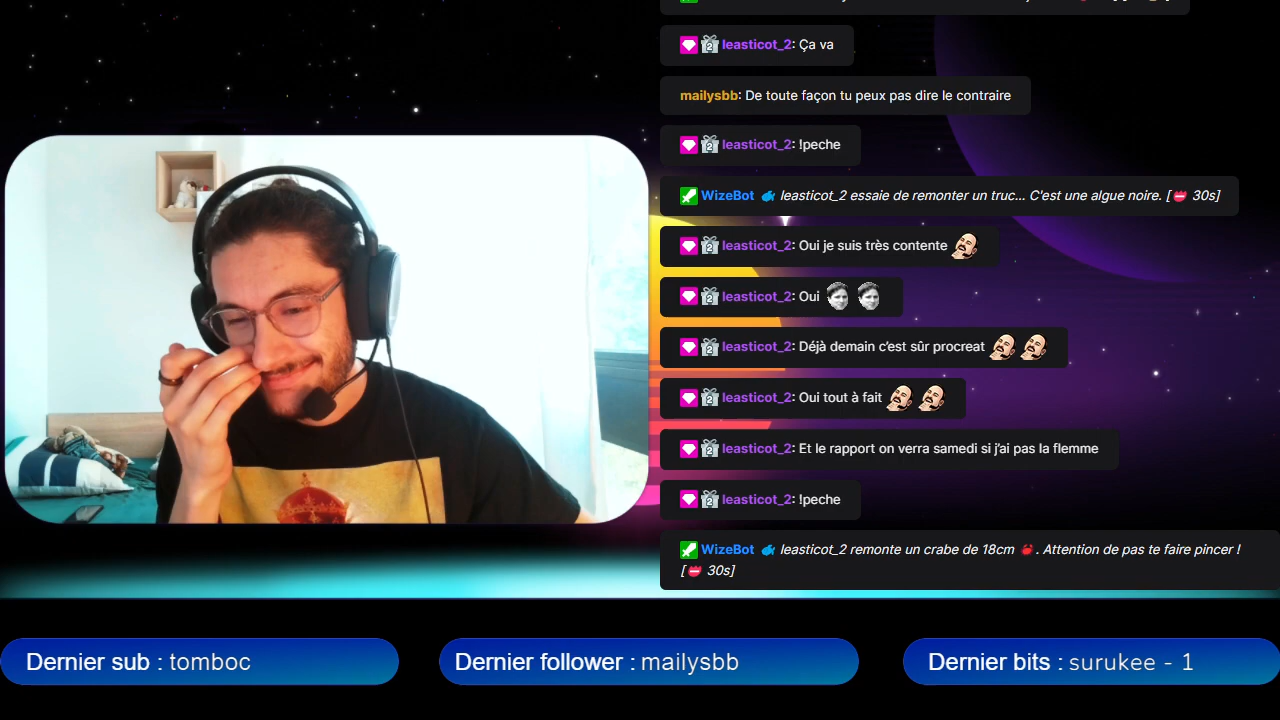 leasticot_2: Ça va
mailysbb: De toute façon tu peux pas dire le contraire
leasticot_2: !peche
WizeBot leasticot_2 essaie de remonter un truc... C'est une algue noire. [ 30s]
leasticot_2: Oui je suis très contente
leasticot_2: Oui
leasticot_2: Déjà demain c'est sûr procreat
leasticot_2: Oui tout à fait
leasticot_2: Et le rapport on verra samedi si j'ai pas la flemme
leasticot_2: !peche
WizeBot leasticot_2 remonte un crabe de 18cm . Attention de pas te faire pincer !
[ 30s]
Dernier sub : tomboc
Dernier follower : mailysbb
Dernier bits : surukee - 1